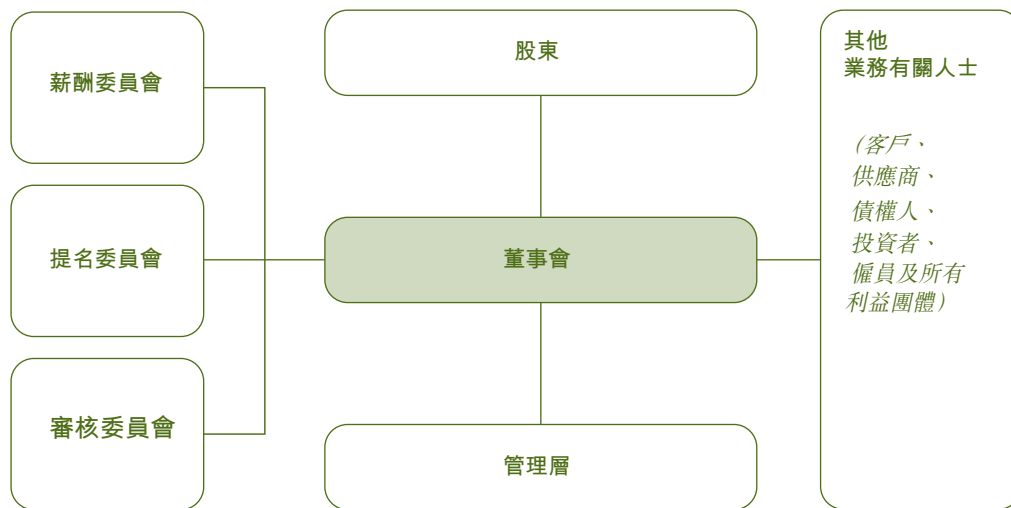 薪酬委員會
提名委員會
審核委員會
股東
董事會
管理層
其他
業務有關人士
(客戶、
供應商、
債權人、
投資者、
僱員及所有
利益團體)